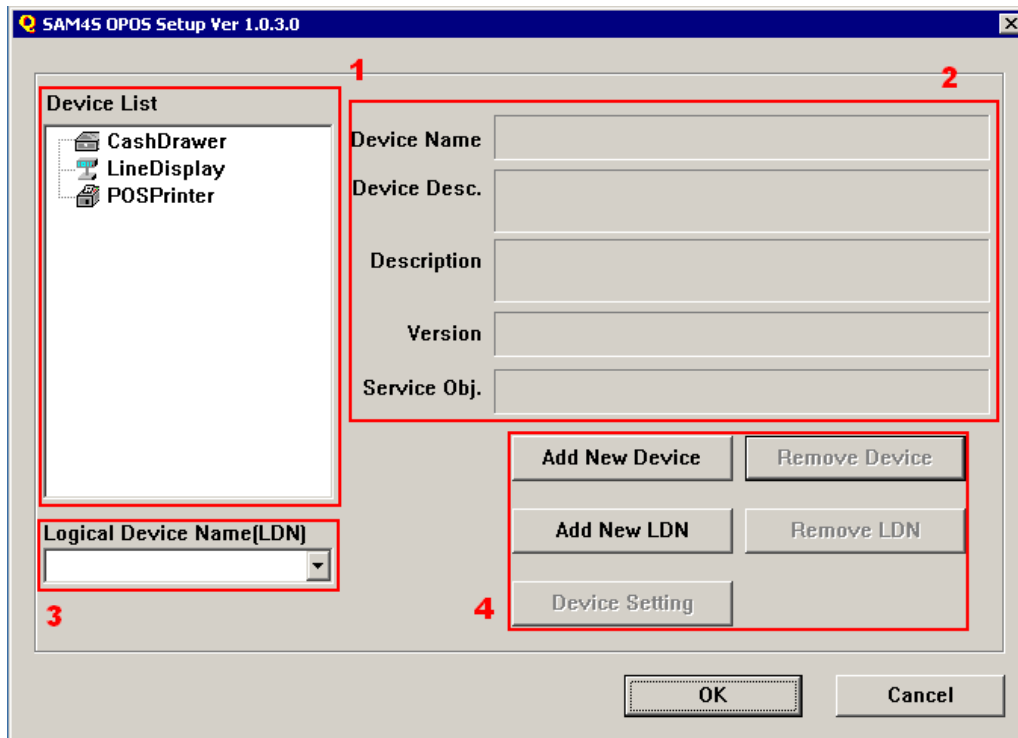 SAM4S OPOS Setup Ver 1.0.3.0
1
2
Device List
CashDrawer
LineDisplay
POSPrinter
Device Name
Device Desc.
Description
Version
Service Obj.
Add New Device
Remove Device
Logical Device Name(LDN)
Add New LDN
Remove LDN
3
4
Device Setting
OK
Cancel